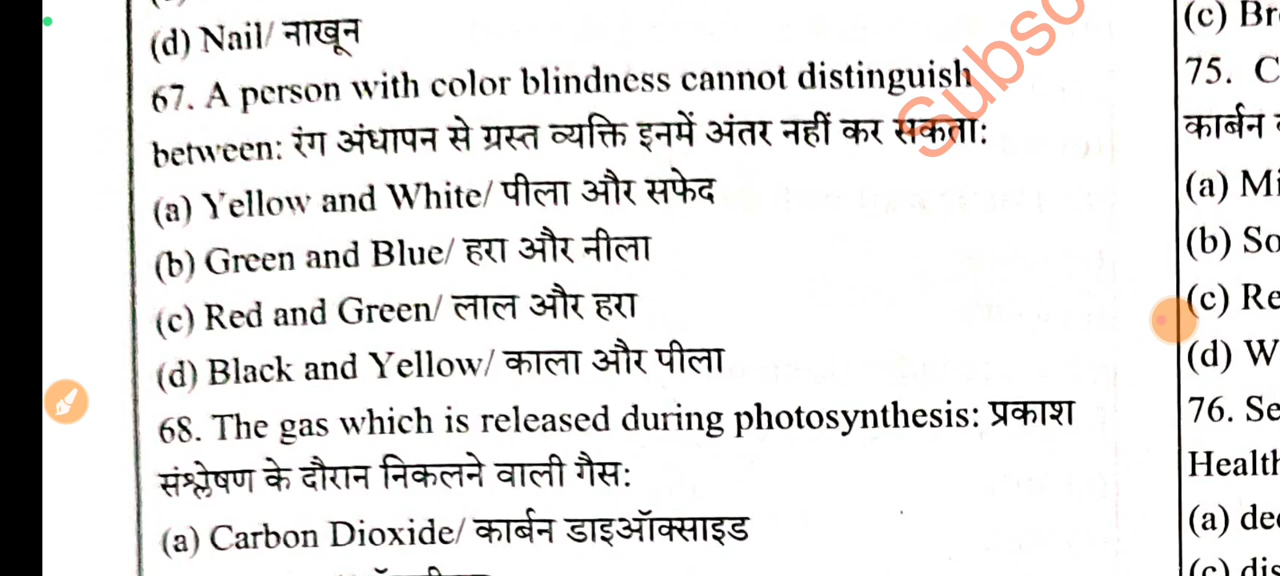 (d) Nail/ नाखून
67. A person with color blindness cannot distinguish
between: रंग अंधापन से ग्रस्त व्यक्ति इनमें अंतर नहीं कर सकता:
(a) Yellow and White/ पीला और सफेद
(b) Green and Blue/ हरा और नीला
(c) Red and Green/ लाल और हरा
(d) Black and Yellow/ काला और पीला
68. The gas which is released during photosynthesis: प्रकाश
संश्लेषण के दौरान निकलने वाली गैस:
(a) Carbon Dioxide/ कार्बन डाइऑक्साइड
Subsc
(c) Br
75. C
कार्बन
(a) Mi
(b) So
(c) Re
(d) W
76. Se
Health
(a) de
(c) dis